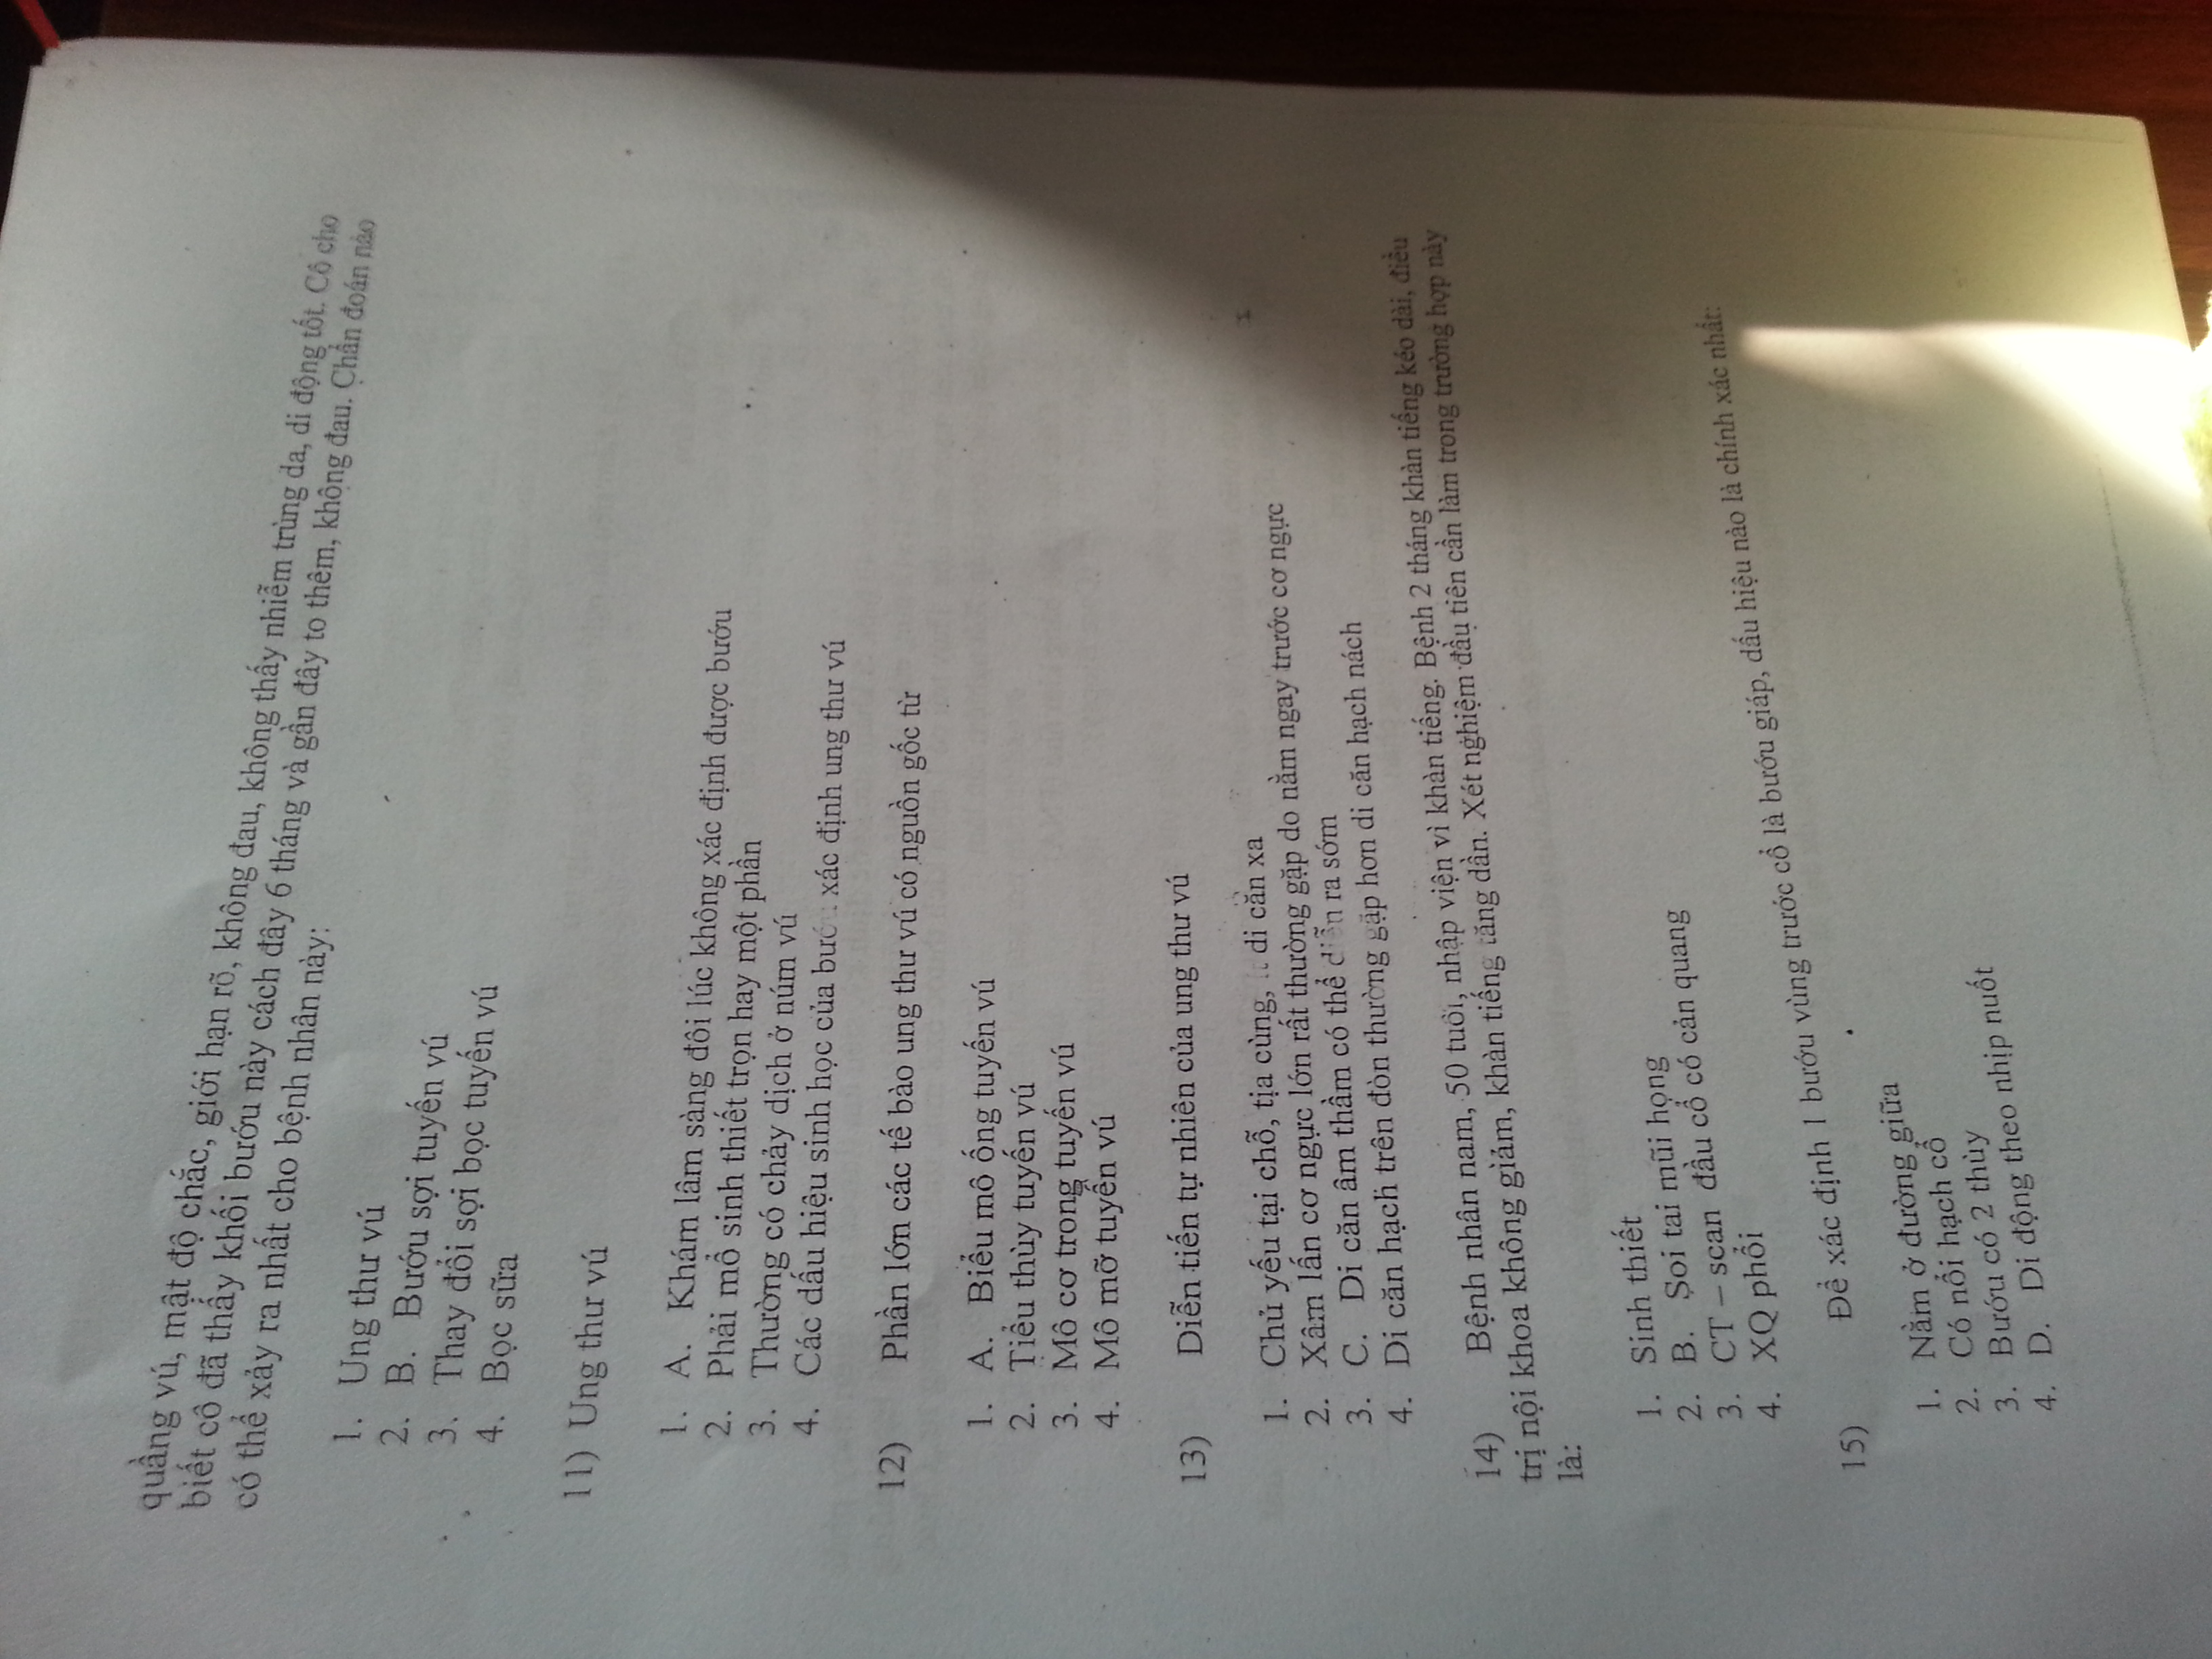 quầng vú, mật độ chắc, giới hạn rõ, không đau, không thấy nhiễm trùng da, di động tốt. Cô cho
biết cô đã thấy khối bướu này cách đây 6 tháng và gần đây to thêm, không đau. Chẩn đoán nào
có thể xảy ra nhất cho bệnh nhân này:
1. Ung thư vú
2. B. Bướu sợi tuyến vú
3. Thay đổi sợi bọc tuyến vú
4. Bọc sữa
11) Ung thư vú
1. A. Khám lâm sàng đôi lúc không xác định được bướu
2. Phải mổ sinh thiết trọn hay một phần
3. Thường có chảy dịch ở núm vú
4. Các dấu hiệu sinh học của bướu xác định ung thư vú
12) Phần lớn các tế bào ung thư vú có nguồn gốc từ
1. A. Biểu mô ống tuyến vú
2. Tiểu thùy tuyến vú
3. Mô cơ trong tuyến vú
4. Mô mỡ tuyến vú
13) Diễn tiến tự nhiên của ung thư vú
1. Chủ yếu tại chỗ, tịa cùng, ít di căn xa
2. Xâm lấn cơ ngực lớn rất thường gặp do nằm ngay trước cơ ngực
3. C. Di căn âm thầm có thể diễn ra sớm
4. Di căn hạch trên đòn thường gặp hơn di căn hạch nách
14) Bệnh nhân nam, 50 tuổi, nhập viện vì khàn tiếng. Bệnh 2 tháng khàn tiếng kéo dài, điều
trị nội khoa không giảm, khàn tiếng tăng dần. Xét nghiệm đầu tiên cần làm trong trường hợp này
là:
1. Sinh thiết
2. B. Soi tai mũi họng
3. CT – scan đầu cổ có cản quang
4. XQ phổi
15) Để xác định 1 bướu vùng trước cổ là bướu giáp, dấu hiệu nào là chính xác nhất:
1. Nằm ở đường giữa
2. Có nổi hạch cổ
3. Bướu có 2 thùy
4. D. Di động theo nhịp nuốt